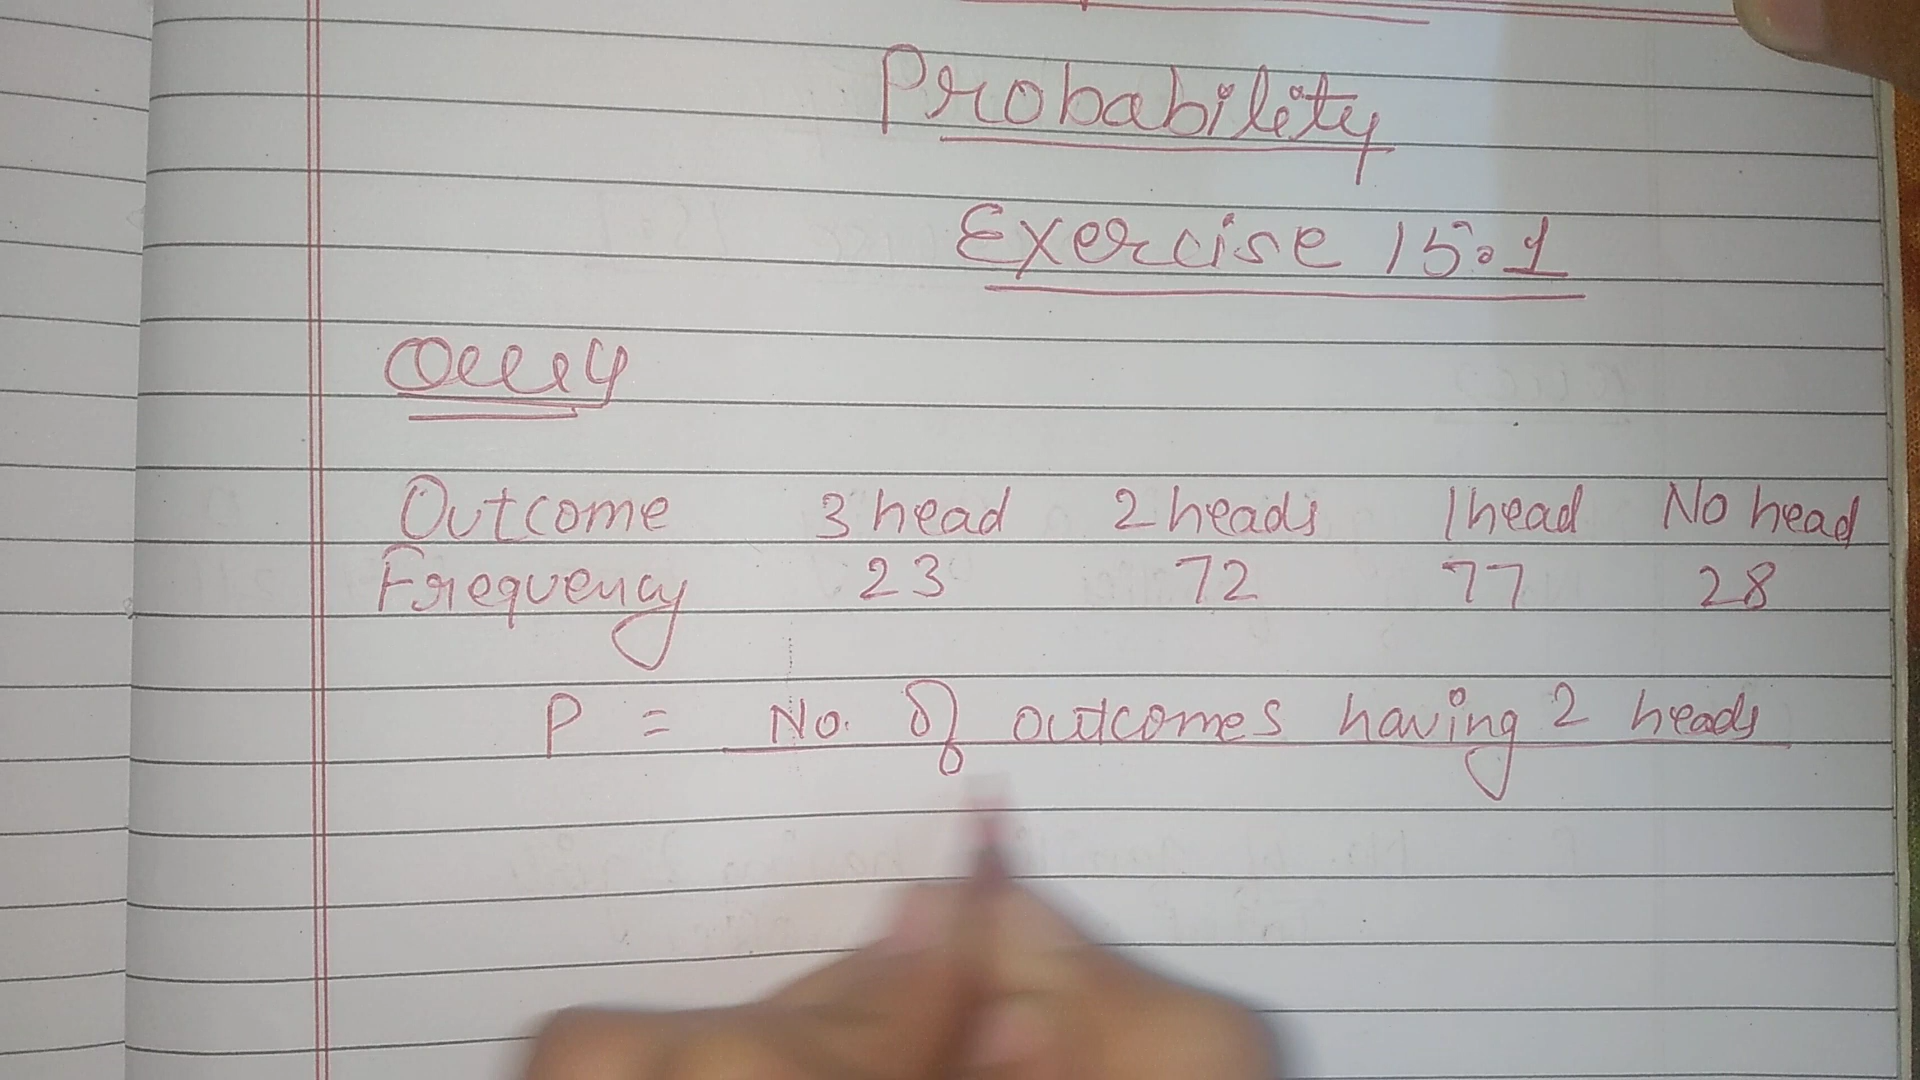 Probability
Exercise 15.1
Outcome 3 head 2 heads 1 head No head
Frequency 23 72 77 28
P = No. of outcomes having 2 heads